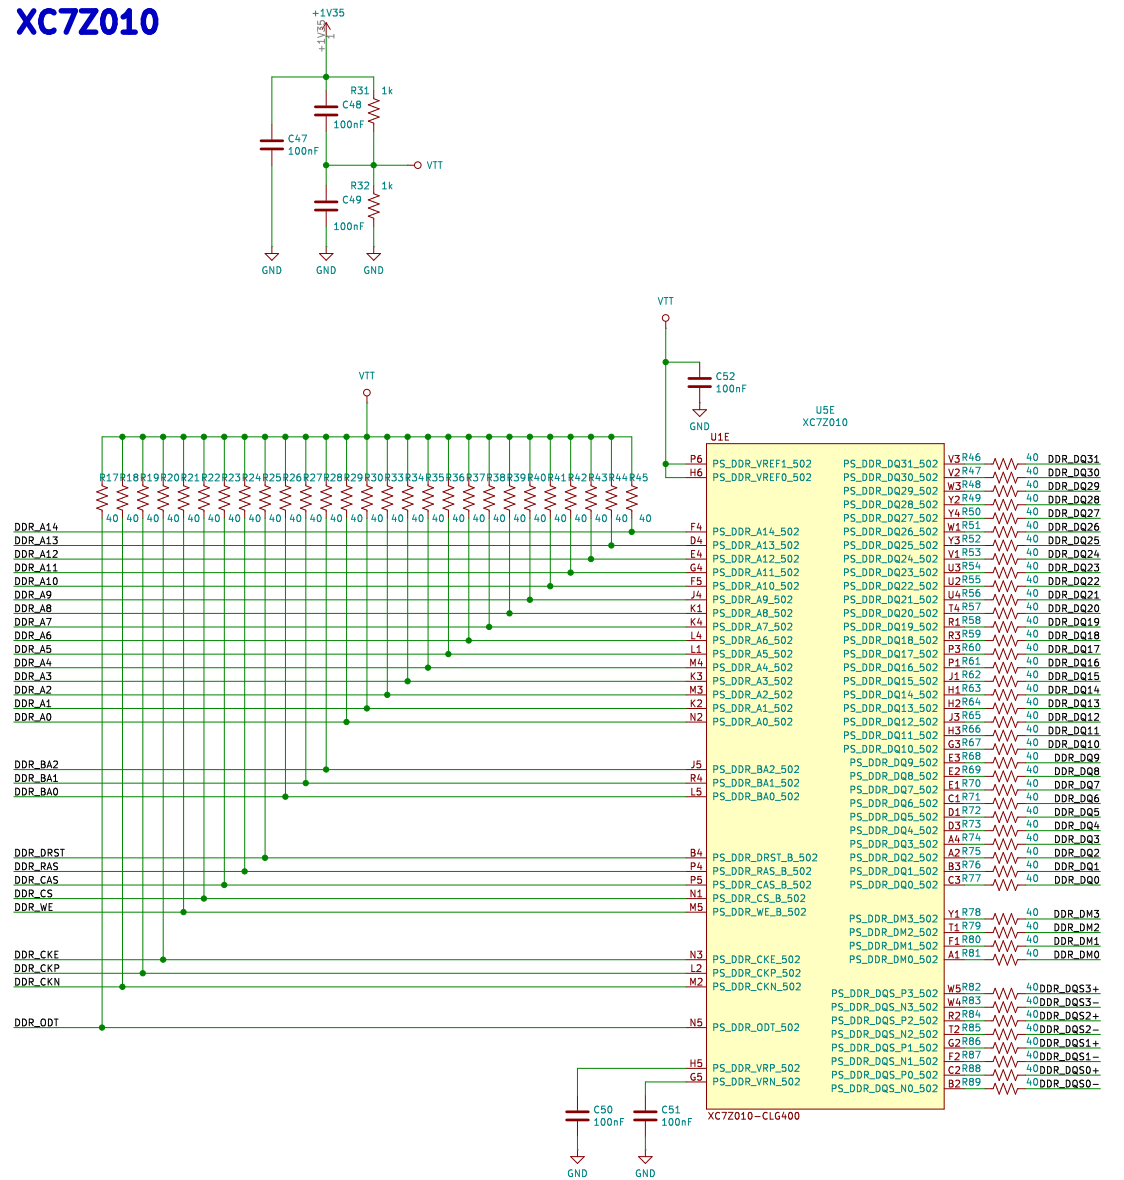 XC7Z010
+1V35
+1V35
1
R31 1k
C48
100nF
C47
100nF
VTT
R32 1k
C49
100nF
GND GND GND
VTT
VTT
C52
100nF
GND
U5E
XC7Z010
U1E
R17 R18 R19 R20 R21 R22 R23 R24 R25 R26 R27 R28 R29 R30 R31 R33 R34 R35 R36 R37 R38 R39 R40 R41 R42 R43 R44 R45
40 40 40 40 40 40 40 40 40 40 40 40 40 40 40 40 40 40 40 40 40 40 40 40 40 40 40
P6 PS_DDR_VREF1_502 PS_DDR_DQ31_502 V3 R46 40 DDR_DQ31
H6 PS_DDR_VREF0_502 PS_DDR_DQ30_502 V2 R47 40 DDR_DQ30
PS_DDR_DQ29_502 W3 R48 40 DDR_DQ29
PS_DDR_DQ28_502 Y2 R49 40 DDR_DQ28
PS_DDR_DQ27_502 Y4 R50 40 DDR_DQ27
DDR_A14 F4 PS_DDR_A14_502 PS_DDR_DQ26_502 W1 R51 40 DDR_DQ26
DDR_A13 D4 PS_DDR_A13_502 PS_DDR_DQ25_502 Y3 R52 40 DDR_DQ25
DDR_A12 E4 PS_DDR_A12_502 PS_DDR_DQ24_502 V1 R53 40 DDR_DQ24
DDR_A11 G4 PS_DDR_A11_502 PS_DDR_DQ23_502 U3 R54 40 DDR_DQ23
DDR_A10 F5 PS_DDR_A10_502 PS_DDR_DQ22_502 U2 R55 40 DDR_DQ22
DDR_A9 J4 PS_DDR_A9_502 PS_DDR_DQ21_502 U4 R56 40 DDR_DQ21
DDR_A8 K1 PS_DDR_A8_502 PS_DDR_DQ20_502 T4 R57 40 DDR_DQ20
DDR_A7 K4 PS_DDR_A7_502 PS_DDR_DQ19_502 R1 R58 40 DDR_DQ19
DDR_A6 L4 PS_DDR_A6_502 PS_DDR_DQ18_502 R3 R59 40 DDR_DQ18
DDR_A5 L1 PS_DDR_A5_502 PS_DDR_DQ17_502 P3 R60 40 DDR_DQ17
DDR_A4 M4 PS_DDR_A4_502 PS_DDR_DQ16_502 P1 R61 40 DDR_DQ16
DDR_A3 K3 PS_DDR_A3_502 PS_DDR_DQ15_502 J1 R62 40 DDR_DQ15
DDR_A2 M3 PS_DDR_A2_502 PS_DDR_DQ14_502 H1 R63 40 DDR_DQ14
DDR_A1 K2 PS_DDR_A1_502 PS_DDR_DQ13_502 H2 R64 40 DDR_DQ13
DDR_A0 N2 PS_DDR_A0_502 PS_DDR_DQ12_502 J3 R65 40 DDR_DQ12
PS_DDR_DQ11_502 H3 R66 40 DDR_DQ11
PS_DDR_DQ10_502 G3 R67 40 DDR_DQ10
PS_DDR_DQ9_502 E3 R68 40 DDR_DQ9
DDR_BA2 J5 PS_DDR_BA2_502 PS_DDR_DQ8_502 E2 R69 40 DDR_DQ8
DDR_BA1 R4 PS_DDR_BA1_502 PS_DDR_DQ7_502 E1 R70 40 DDR_DQ7
DDR_BA0 L5 PS_DDR_BA0_502 PS_DDR_DQ6_502 C1 R71 40 DDR_DQ6
PS_DDR_DQ5_502 D1 R72 40 DDR_DQ5
PS_DDR_DQ4_502 D3 R73 40 DDR_DQ4
PS_DDR_DQ3_502 A4 R74 40 DDR_DQ3
DDR_DRST B4 PS_DDR_DRST_B_502 PS_DDR_DQ2_502 A2 R75 40 DDR_DQ2
DDR_RAS P4 PS_DDR_RAS_B_502 PS_DDR_DQ1_502 B3 R76 40 DDR_DQ1
DDR_CAS P5 PS_DDR_CAS_B_502 PS_DDR_DQ0_502 C3 R77 40 DDR_DQ0
DDR_CS N1 PS_DDR_CS_B_502
DDR_WE M5 PS_DDR_WE_B_502
PS_DDR_DM3_502 Y1 R78 40 DDR_DM3
PS_DDR_DM2_502 T1 R79 40 DDR_DM2
PS_DDR_DM1_502 F1 R80 40 DDR_DM1
DDR_CKE N3 PS_DDR_CKE_502 PS_DDR_DM0_502 A1 R81 40 DDR_DM0
DDR_CKP L2 PS_DDR_CKP_502
DDR_CKN M2 PS_DDR_CKN_502
PS_DDR_DQS_P3_502 W5 R82 40 DDR_DQS3+
PS_DDR_DQS_N3_502 W4 R83 40 DDR_DQS3-
PS_DDR_DQS_P2_502 R2 R84 40 DDR_DQS2+
DDR_ODT N5 PS_DDR_ODT_502 PS_DDR_DQS_N2_502 T2 R85 40 DDR_DQS2-
PS_DDR_DQS_P1_502 G2 R86 40 DDR_DQS1+
PS_DDR_DQS_N1_502 F2 R87 40 DDR_DQS1-
H5 PS_DDR_VRP_502 PS_DDR_DQS_P0_502 C2 R88 40 DDR_DQS0+
G5 PS_DDR_VRN_502 PS_DDR_DQS_N0_502 B2 R89 40 DDR_DQS0-
C50
100nF
C51
100nF
XC7Z010-CLG400
GND GND